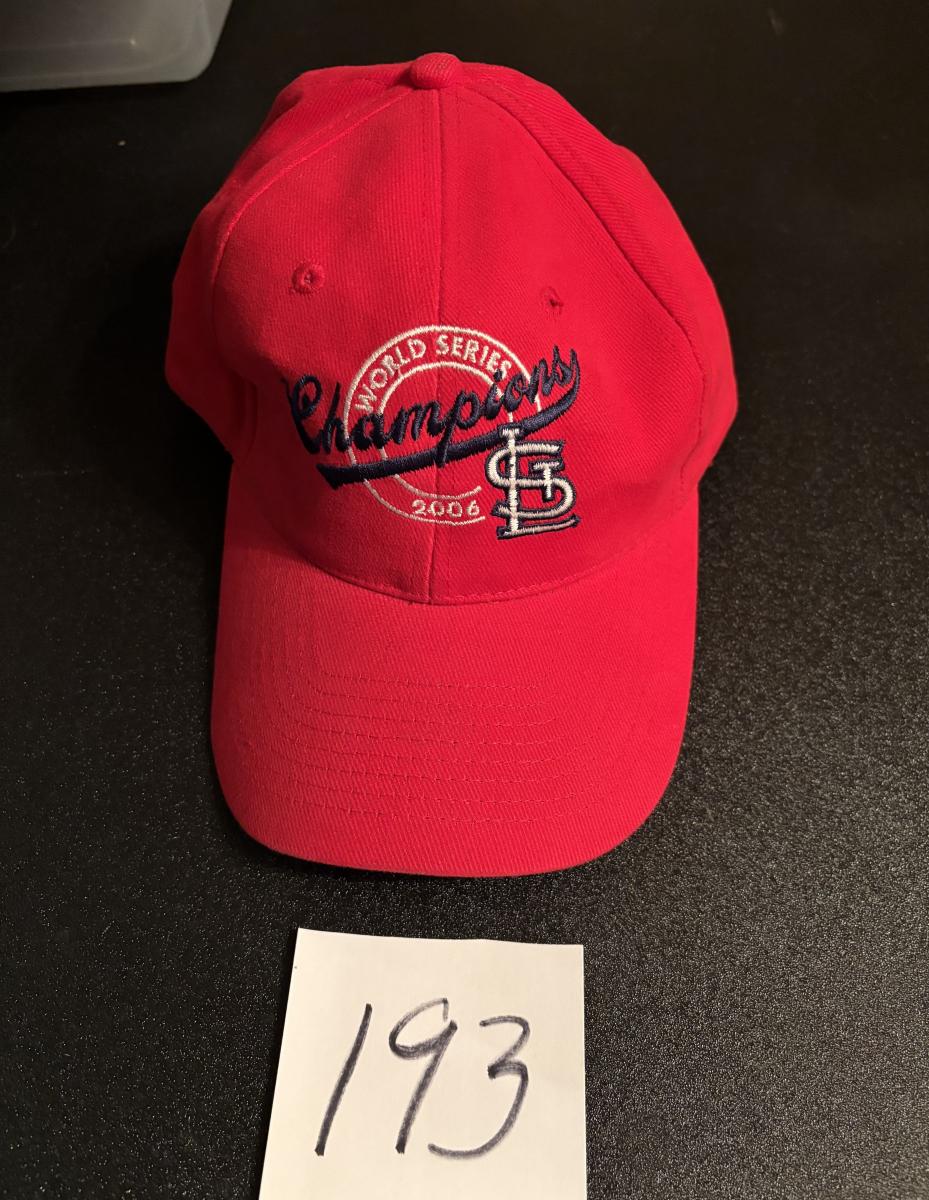 WORLD SERIES
Champions
2006
STL
193